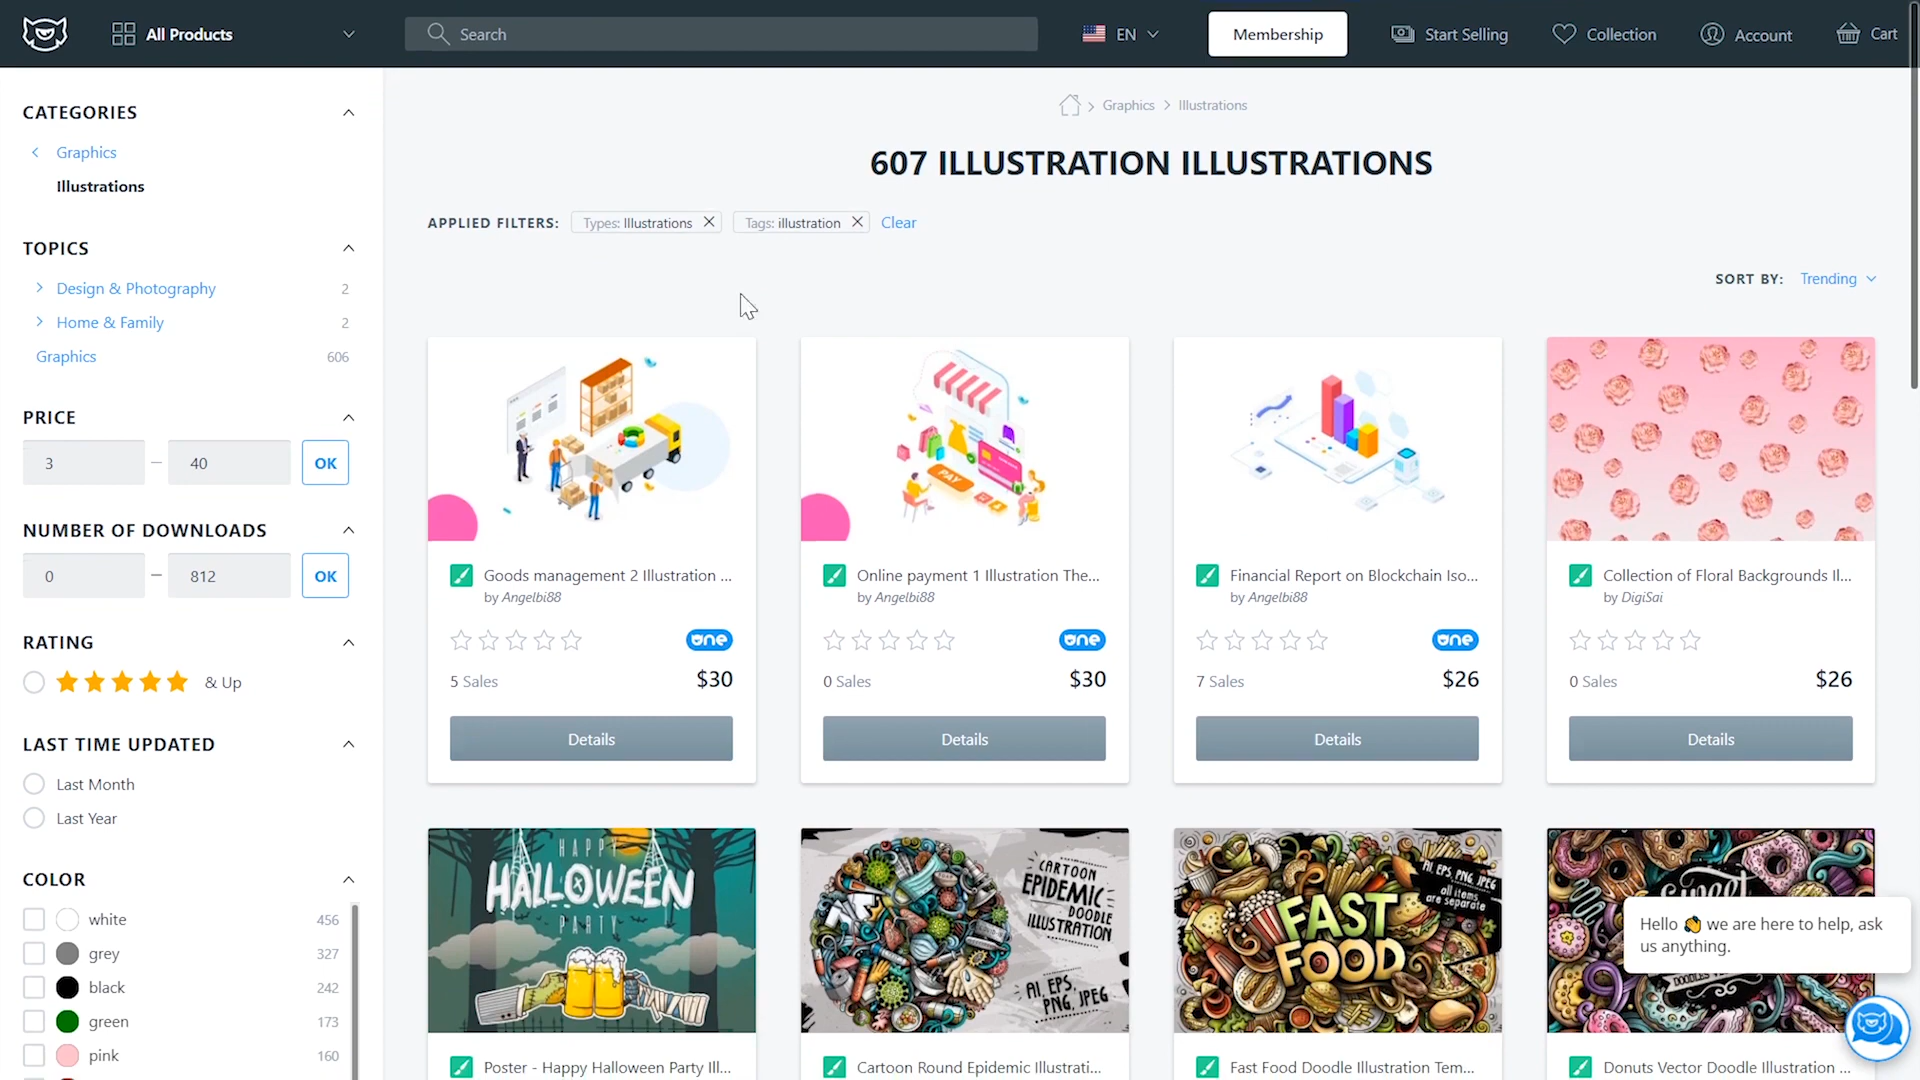 All Products
Search
EN
Membership
Start Selling
Collection
Account
Cart
CATEGORIES
Graphics
Illustrations
TOPICS
Design & Photography 2
Home & Family 2
Graphics 606
PRICE
3 – 40 OK
NUMBER OF DOWNLOADS
0 – 812 OK
RATING
& Up
LAST TIME UPDATED
Last Month
Last Year
COLOR
white 456
grey 327
black 242
green 173
pink 160
Graphics > Illustrations
607 ILLUSTRATION ILLUSTRATIONS
APPLIED FILTERS: Types: Illustrations Tags: illustration Clear
SORT BY: Trending
PAY
Goods management 2 Illustration ...
by Angelbi88
one
5 Sales $30
Details
Online payment 1 Illustration The...
by Angelbi88
one
0 Sales $30
Details
Financial Report on Blockchain Iso...
by Angelbi88
one
7 Sales $26
Details
Collection of Floral Backgrounds Il...
by DigiSai
0 Sales $26
Details
HAPPY
HALLOWEEN
PARTY
Poster - Happy Halloween Party Ill...
CARTOON
EPIDEMIC
DOODLE
ILLUSTRATION
AI, EPS,
PNG, JPEG
Cartoon Round Epidemic Illustrati...
AI, EPS, PNG, JPEG
all items
are separate
FAST
FOOD
Fast Food Doodle Illustration Tem...
Sweet
Donuts Vector Doodle Illustration ...
Hello 👋 we are here to help, ask
us anything.